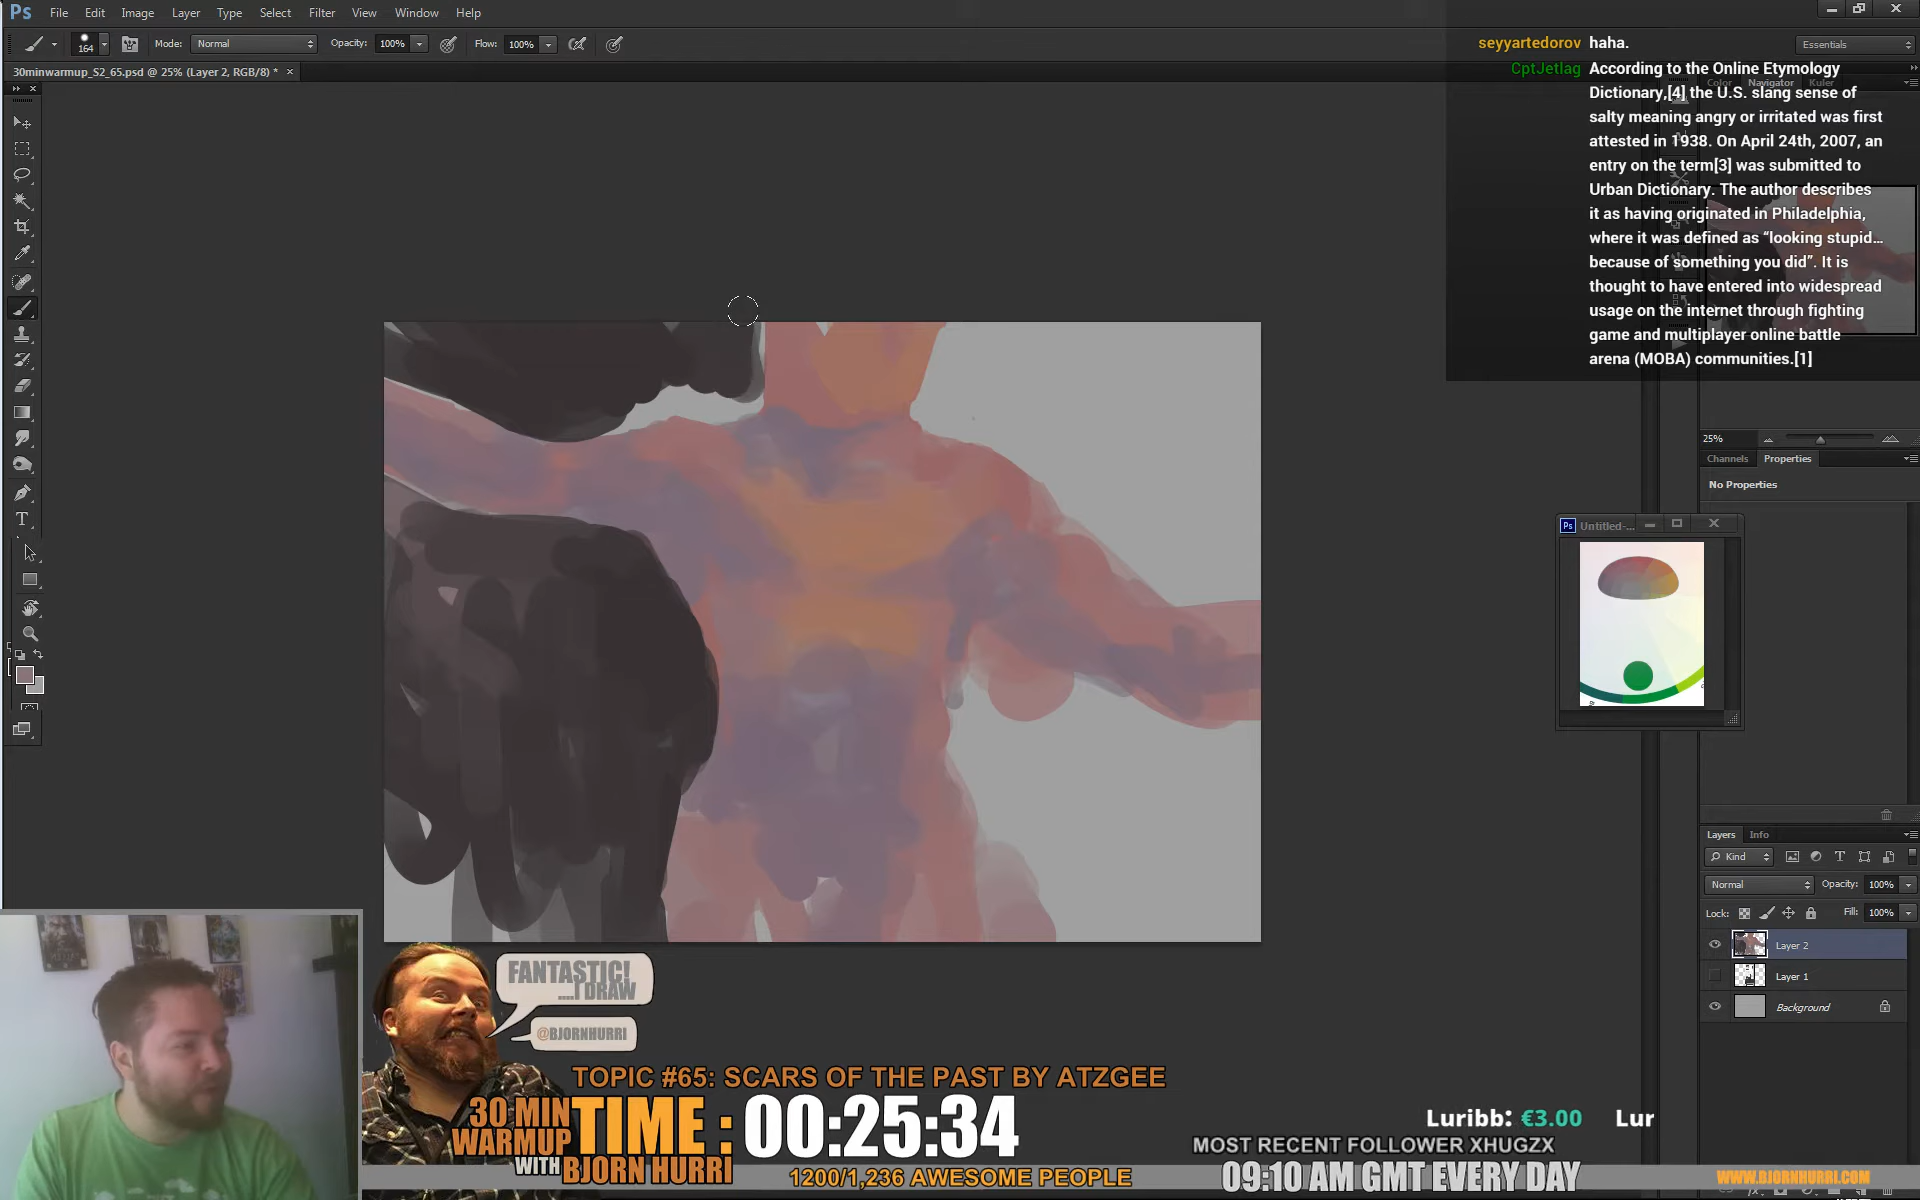 Ps File Edit Image Layer Type Select Filter View Window Help
164 Mode: Normal Opacity: 100% Flow: 100% Essentials
30minwarmup_S2_65.psd @ 25% (Layer 2, RGB/8) *
seyyartedorov haha.
CptJetlag According to the Online Etymology
Dictionary,[4] the U.S. slang sense of
salty meaning angry or irritated was first
attested in 1938. On April 24th, 2007, an
entry on the term[3] was submitted to
Urban Dictionary. The author describes
it as having originated in Philadelphia,
where it was defined as “looking stupid…
because of something you did”. It is
thought to have entered into widespread
usage on the internet through fighting
game and multiplayer online battle
arena (MOBA) communities.[1]
Color Navigator Kuler
25%
Channels Properties
No Properties
Ps Untitled-...
Layers Info
Kind
Normal Opacity: 100%
Lock: Fill: 100%
Layer 2
Layer 1
Background
FANTASTIC!
....I DRAW
@BJORNHURRI
TOPIC #65: SCARS OF THE PAST BY ATZGEE
30 MIN
WARMUP
WITH BJORN HURRI
TIME : 00:25:34
1200/1,236 AWESOME PEOPLE
Luribb: €3.00 Lur
MOST RECENT FOLLOWER XHUGZX
09:10 AM GMT EVERY DAY
WWW.BJORNHURRI.COM